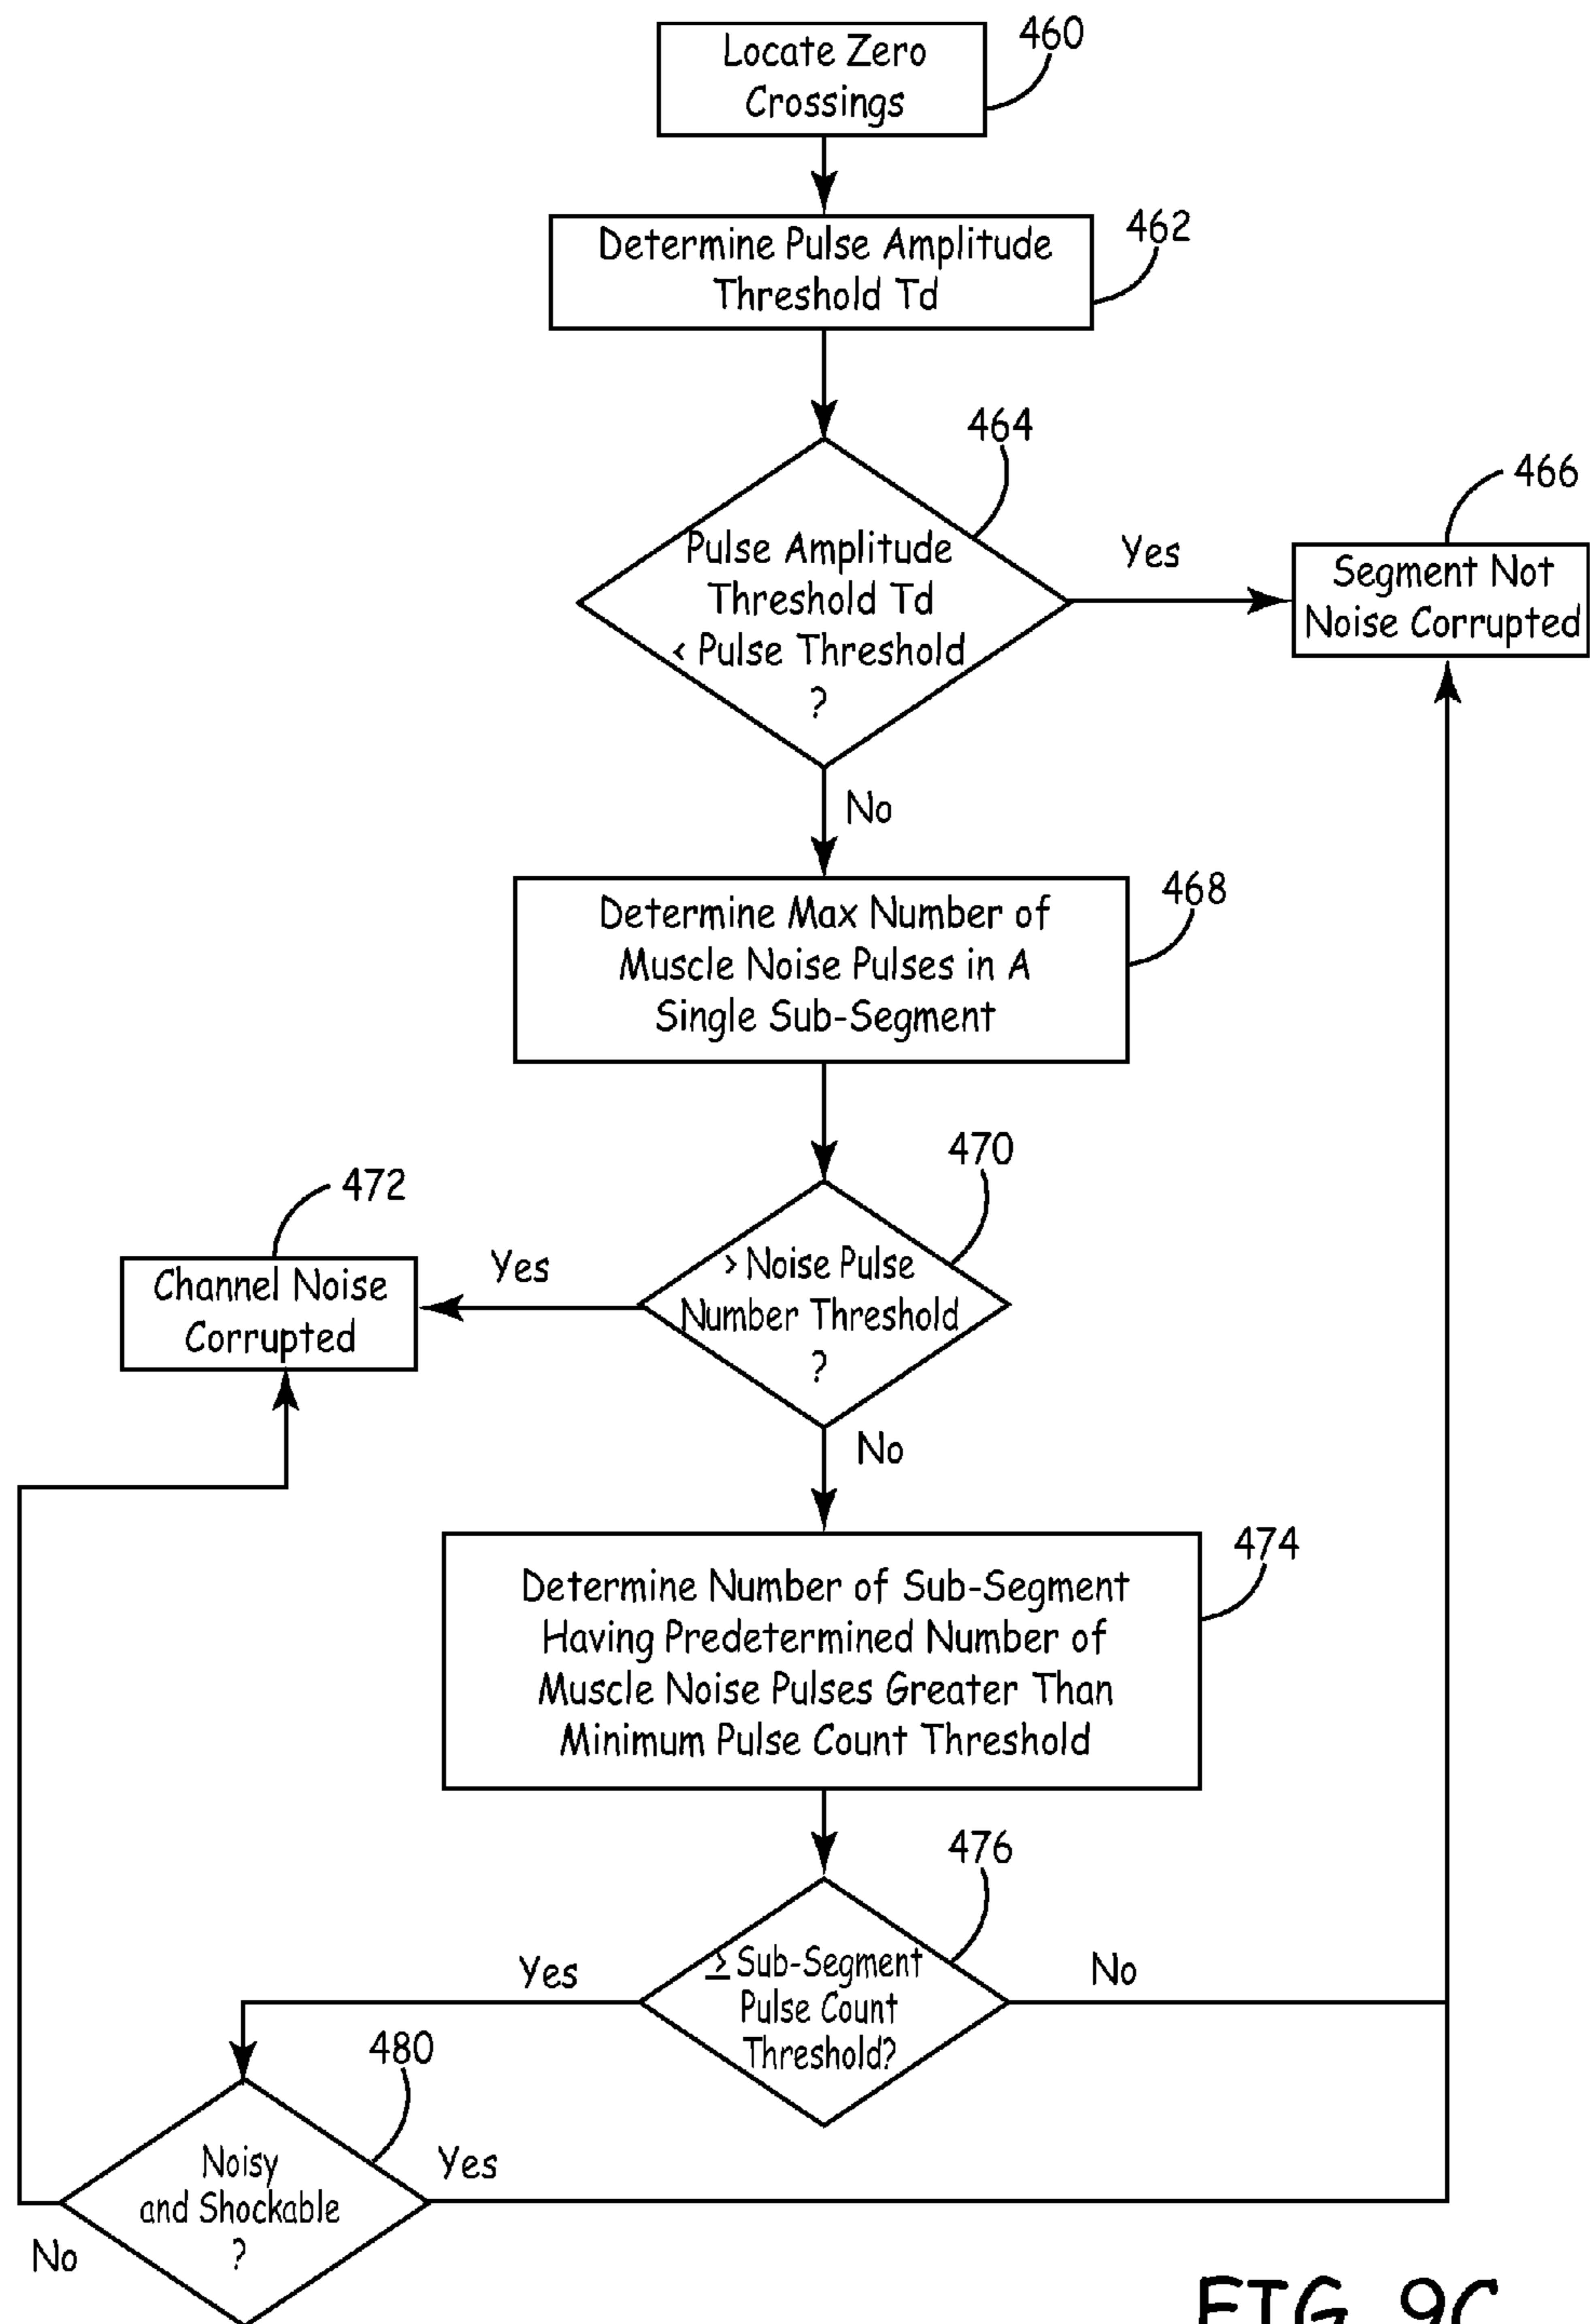 Locate Zero
Crossings
460
Determine Pulse Amplitude
Threshold Td
462
464
Pulse Amplitude
Threshold Td
< Pulse Threshold
?
Yes
466
Segment Not
Noise Corrupted
No
Determine Max Number of
Muscle Noise Pulses in A
Single Sub-Segment
468
470
472
Channel Noise
Corrupted
Yes
> Noise Pulse
Number Threshold
?
No
474
Determine Number of Sub-Segment
Having Predetermined Number of
Muscle Noise Pulses Greater Than
Minimum Pulse Count Threshold
476
Yes
≥ Sub-Segment
Pulse Count
Threshold?
No
480
Noisy
and Shockable
?
Yes
No
FIG. 9C